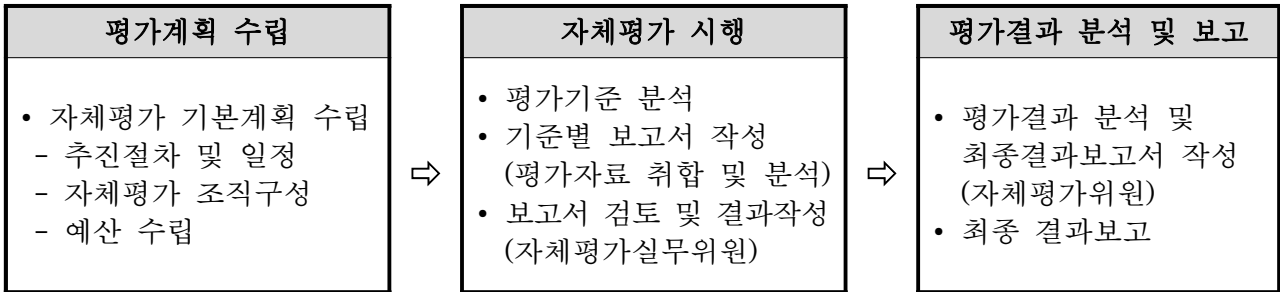 평가계획 수립
• 자체평가 기본계획 수립
- 추진절차 및 일정
- 자체평가 조직구성
- 예산 수립
⇨
자체평가 시행
• 평가기준 분석
• 기준별 보고서 작성
(평가자료 취합 및 분석)
• 보고서 검토 및 결과작성
(자체평가실무위원)
⇨
평가결과 분석 및 보고
• 평가결과 분석 및
최종결과보고서 작성
(자체평가위원)
• 최종 결과보고